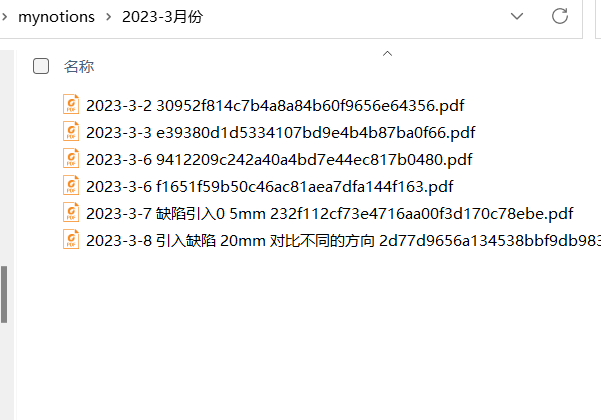 mynotions > 2023-3月份
名称
2023-3-2 30952f814c7b4a8a84b60f9656e64356.pdf
2023-3-3 e39380d1d5334107bd9e4b4b87ba0f66.pdf
2023-3-6 9412209c242a40a4bd7e44ec817b0480.pdf
2023-3-6 f1651f59b50c46ac81aea7dfa144f163.pdf
2023-3-7 缺陷引入0 5mm 232f112cf73e4716aa00f3d170c78ebe.pdf
2023-3-8 引入缺陷 20mm 对比不同的方向 2d77d9656a134538bbf9db983